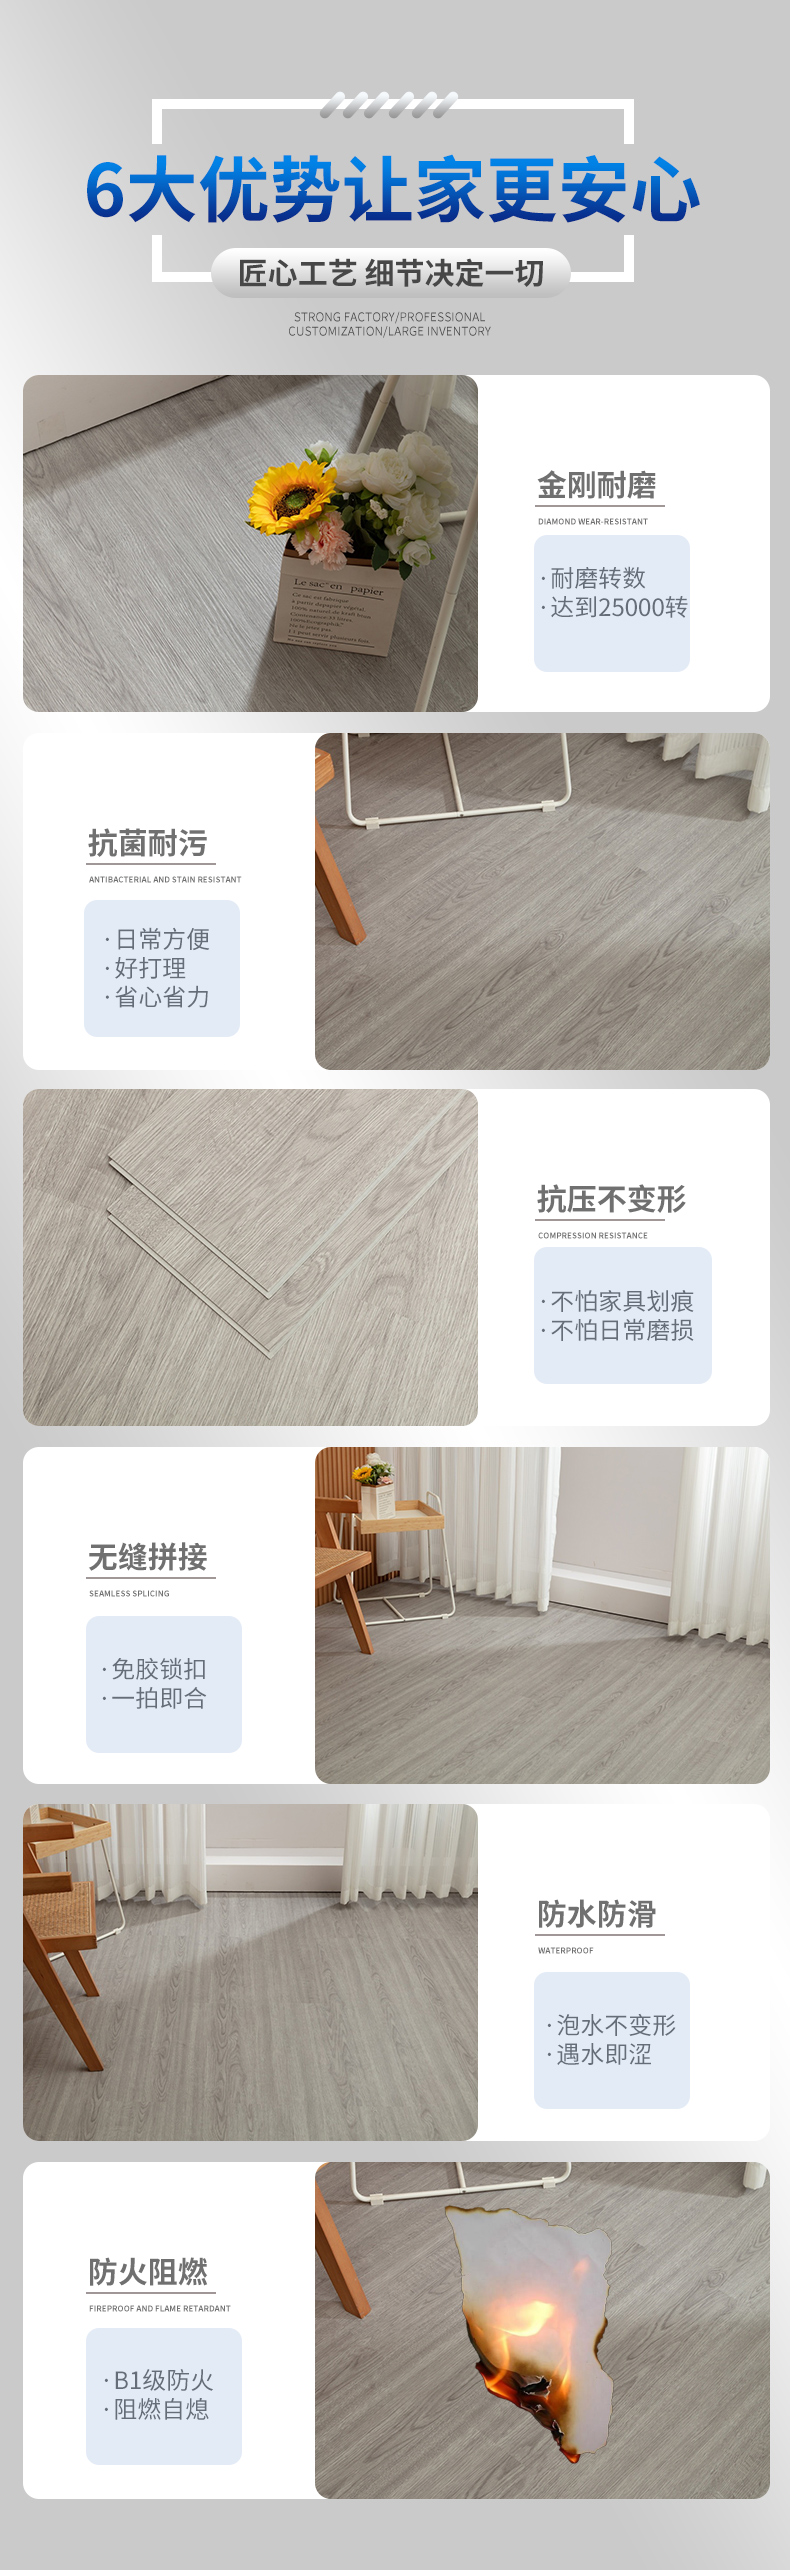 6大优势让家更安心
匠心工艺 细节决定一切
STRONG FACTORY/PROFESSIONAL
CUSTOMIZATION/LARGE INVENTORY
金刚耐磨
DIAMOND WEAR-RESISTANT
·耐磨转数
·达到25000转
Le sac en papier
抗菌耐污
ANTIBACTERIAL AND STAIN RESISTANT
·日常方便
·好打理
·省心省力
抗压不变形
COMPRESSION RESISTANCE
·不怕家具划痕
·不怕日常磨损
无缝拼接
SEAMLESS SPLICING
·免胶锁扣
·一拍即合
防水防滑
WATERPROOF
·泡水不变形
·遇水即涩
防火阻燃
FIREPROOF AND FLAME RETARDANT
·B1级防火
·阻燃自熄